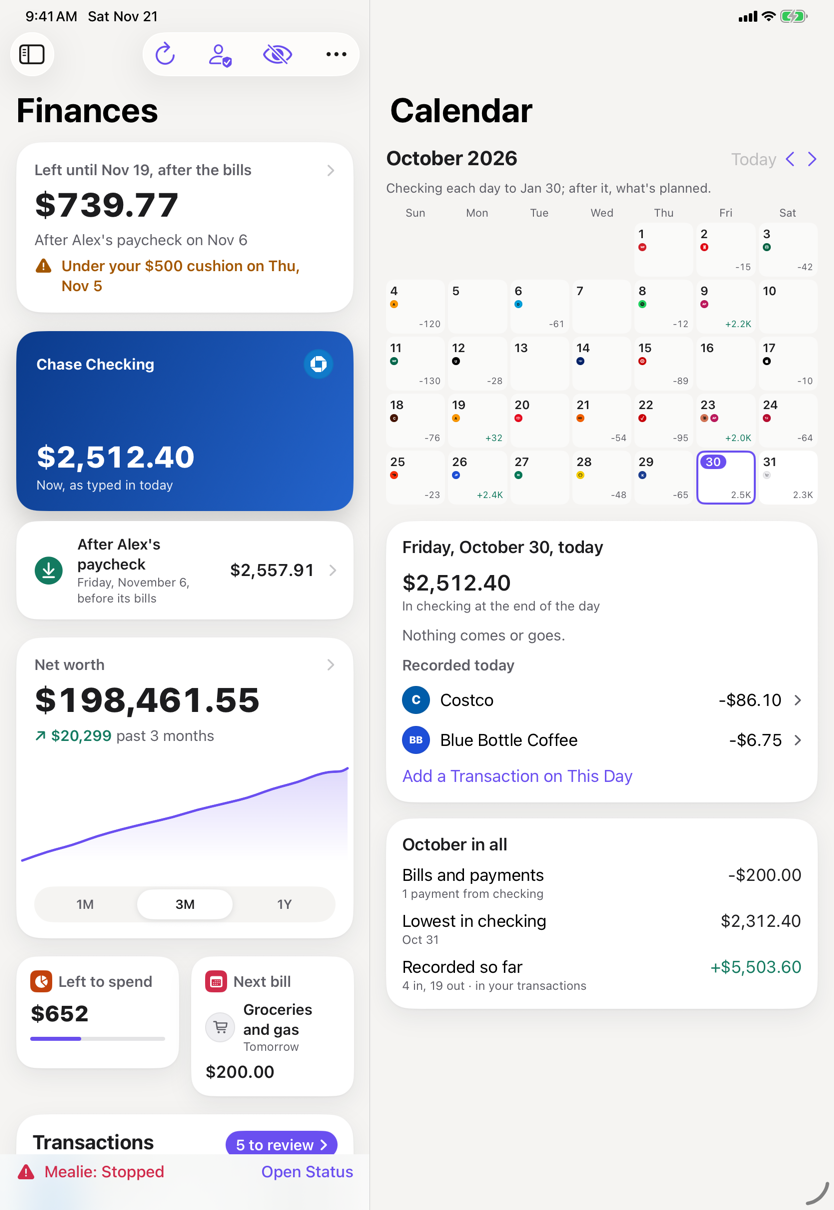 9:41 AM Sat Nov 21
Finances
Left until Nov 19, after the bills
$739.77
After Alex's paycheck on Nov 6
Under your $500 cushion on Thu,
Nov 5
Chase Checking
$2,512.40
Now, as typed in today
After Alex's
paycheck
Friday, November 6,
before its bills
$2,557.91
Net worth
$198,461.55
$20,299 past 3 months
1M 3M 1Y
Left to spend
$652
Next bill
Groceries
and gas
Tomorrow
$200.00
Transactions
5 to review
Mealie: Stopped
Open Status
Calendar
October 2026
Today
Checking each day to Jan 30; after it, what's planned.
Sun Mon Tue Wed Thu Fri Sat
1 2 3
-15 -42
4 5 6 7 8 9 10
-120 -61 -12 +2.2K
11 12 13 14 15 16 17
-130 -28 -89 -10
18 19 20 21 22 23 24
-76 +32 -54 -95 +2.0K -64
25 26 27 28 29 30 31
-23 +2.4K -48 -65 2.5K 2.3K
Friday, October 30, today
$2,512.40
In checking at the end of the day
Nothing comes or goes.
Recorded today
C Costco -$86.10
BB Blue Bottle Coffee -$6.75
Add a Transaction on This Day
October in all
Bills and payments -$200.00
1 payment from checking
Lowest in checking $2,312.40
Oct 31
Recorded so far +$5,503.60
4 in, 19 out · in your transactions